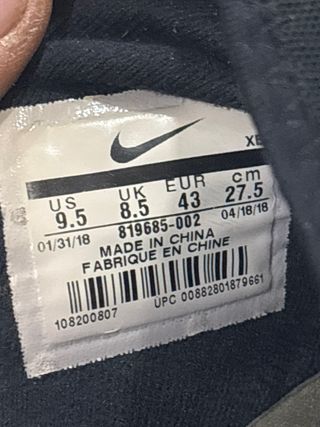 US UK EUR cm
9.5 8.5 43 27.5
01/31/18 819685-002 04/18/18
MADE IN CHINA
FABRIQUE EN CHINE
108200807 UPC 00882801879661